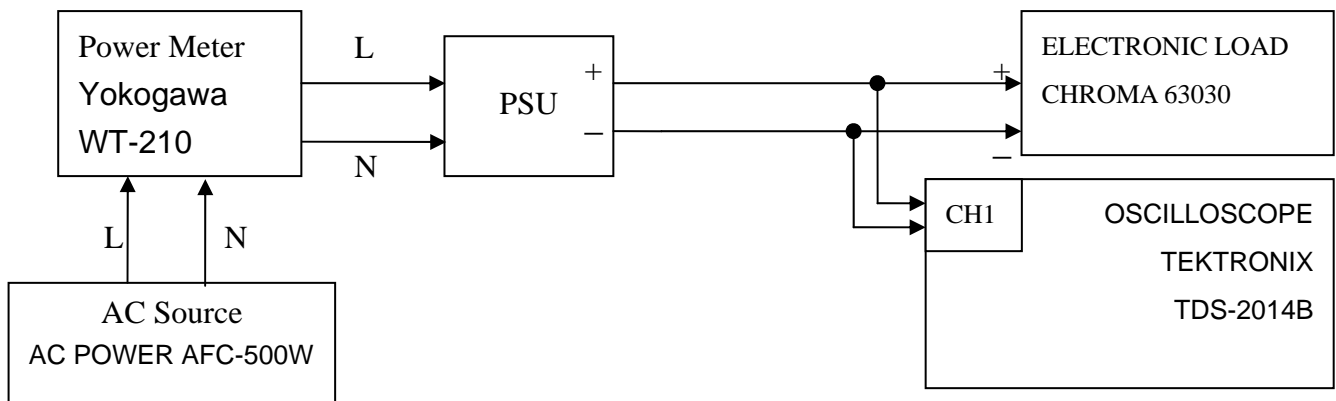 Power Meter
Yokogawa
WT-210
L
N
PSU
+
–
+
–
ELECTRONIC LOAD
CHROMA 63030
CH1
OSCILLOSCOPE
TEKTRONIX
TDS-2014B
L
N
AC Source
AC POWER AFC-500W